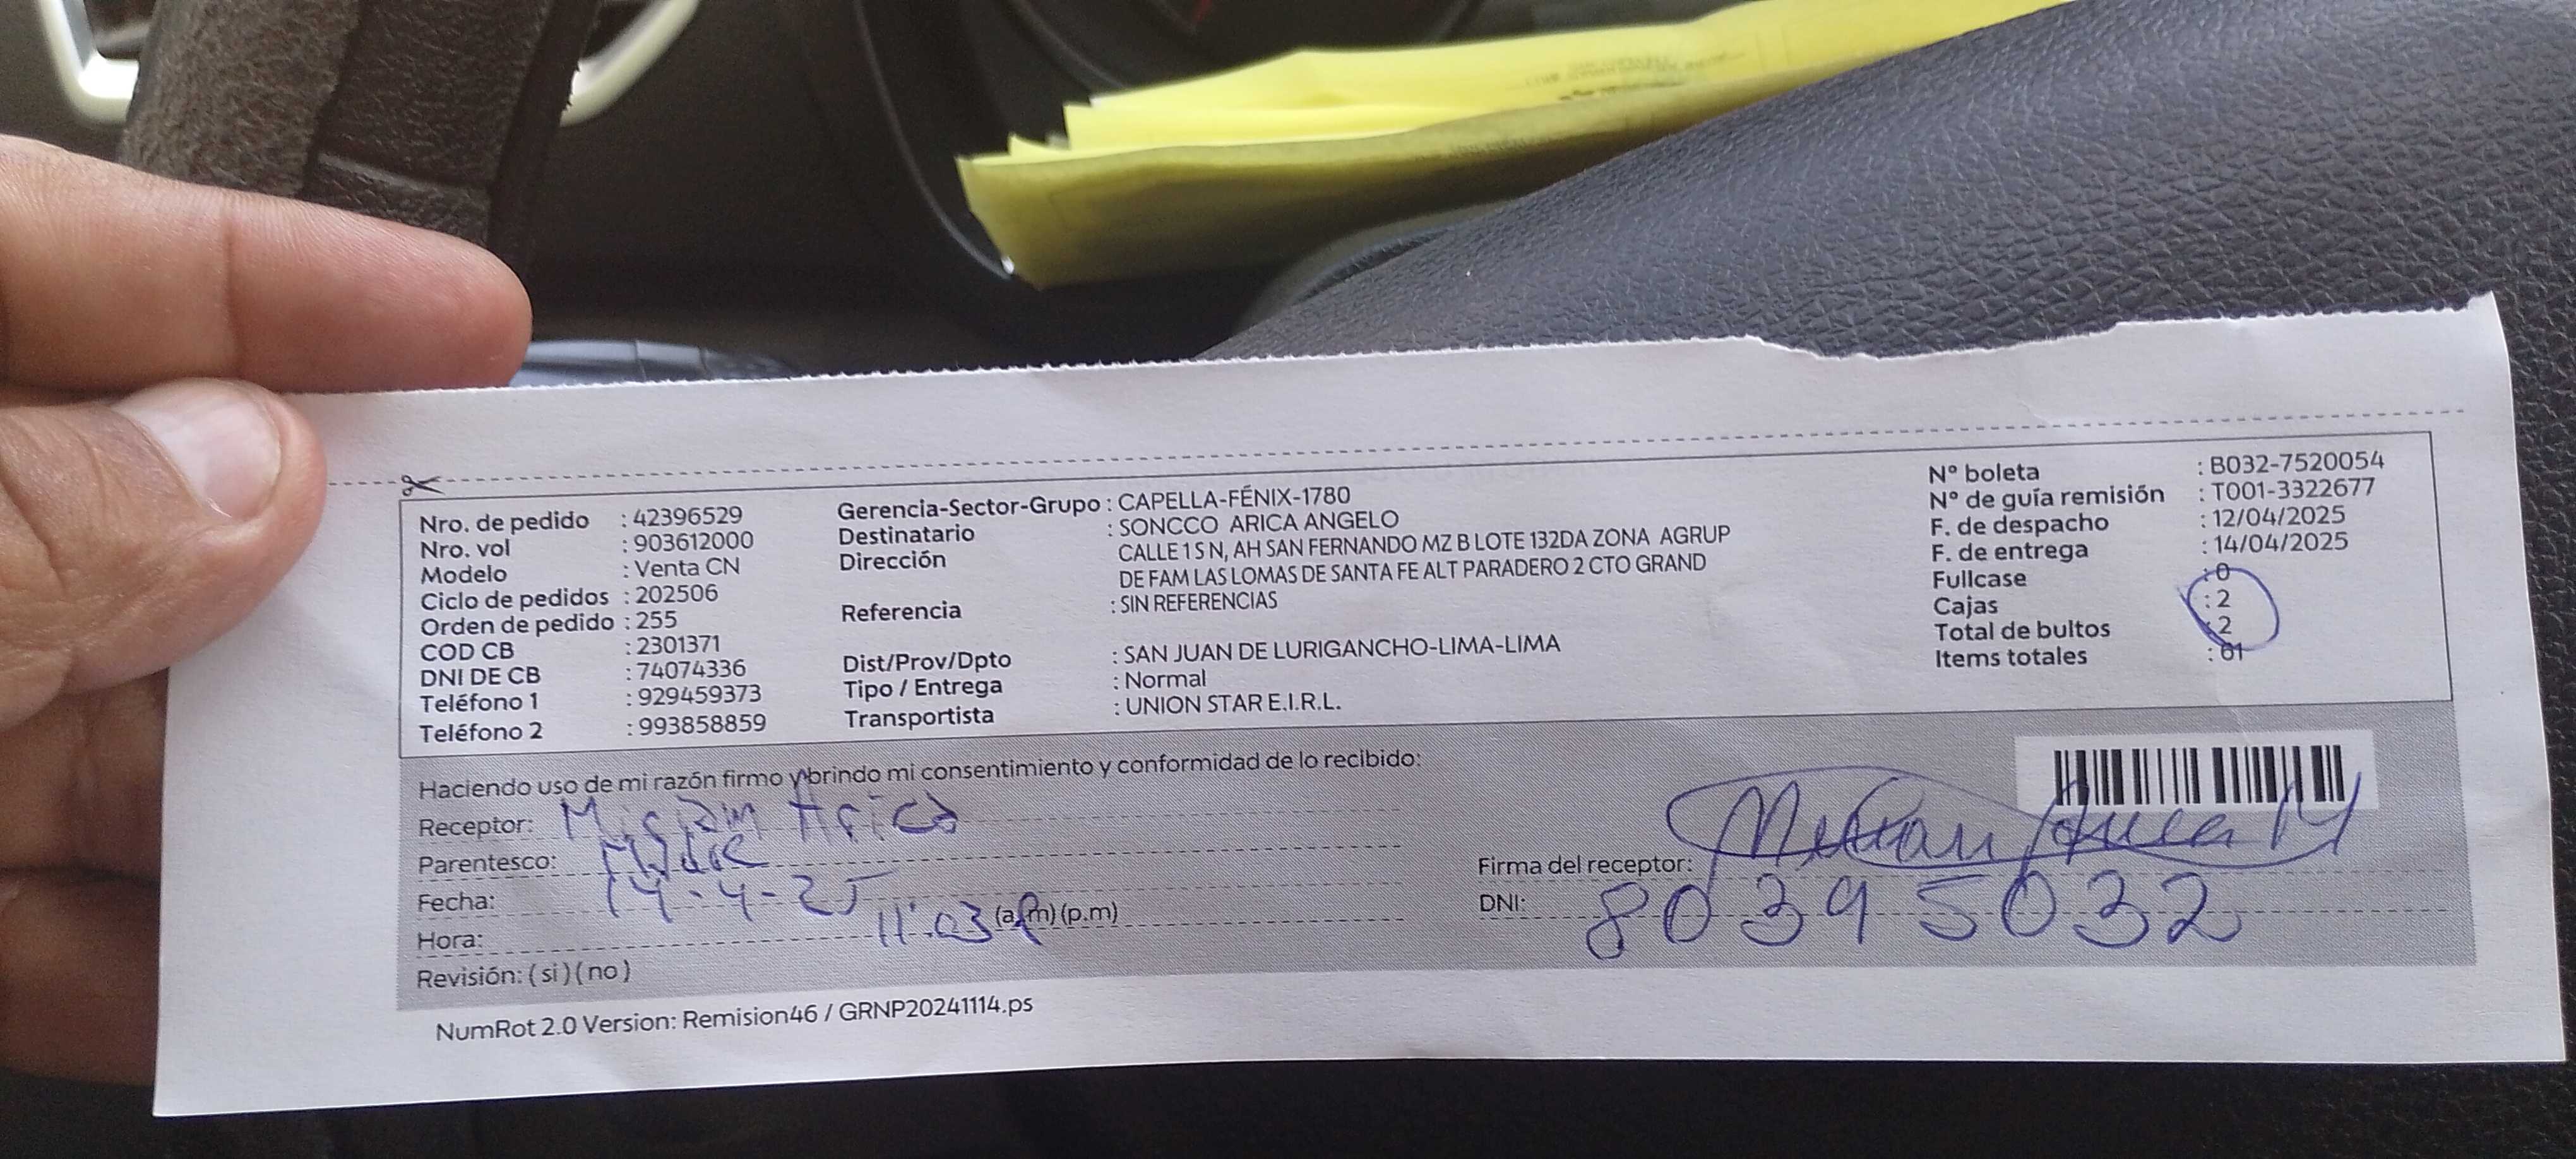 Nro. de pedido : 42396529
Nro. vol : 903612000
Modelo : Venta CN
Ciclo de pedidos : 202506
Orden de pedido : 255
COD CB : 2301371
DNI DE CB : 74074336
Teléfono 1 : 929459373
Teléfono 2 : 993858859
Gerencia-Sector-Grupo : CAPELLA-FÉNIX-1780
Destinatario : SONCCO ARICA ANGELO
Dirección CALLE 1 S N, AH SAN FERNANDO MZ B LOTE 132DA ZONA AGRUP
DE FAM LAS LOMAS DE SANTA FE ALT PARADERO 2 CTO GRAND
Referencia : SIN REFERENCIAS
Dist/Prov/Dpto : SAN JUAN DE LURIGANCHO-LIMA-LIMA
Tipo / Entrega : Normal
Transportista : UNION STAR E.I.R.L.
N° boleta : B032-7520054
N° de guía remisión : T001-3322677
F. de despacho : 12/04/2025
F. de entrega : 14/04/2025
Fullcase : 0
Cajas : 2
Total de bultos : 2
Items totales : 61
Haciendo uso de mi razón firmo y brindo mi consentimiento y conformidad de lo recibido:
Receptor: Miriam Arica
Parentesco: Madre
Fecha: 14-4-25
Hora: 11:03 (a.m) (p.m)
Revisión: ( si ) ( no )
Firma del receptor:
DNI: 80395032
NumRot 2.0 Version: Remision46 / GRNP20241114.ps